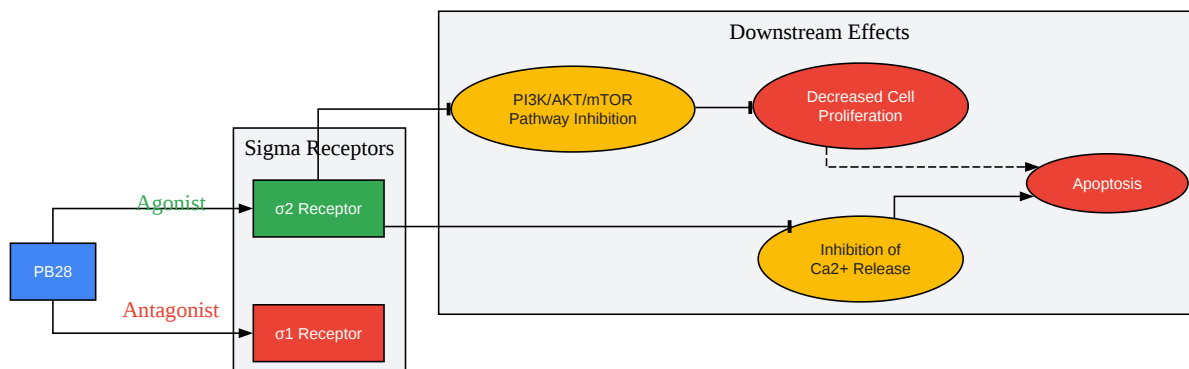 Downstream Effects
PI3K/AKT/mTOR
Pathway Inhibition
Decreased Cell
Proliferation
Sigma Receptors
Apoptosis
Agonist
σ2 Receptor
PB28
Inhibition of
Ca2+ Release
Antagonist
σ1 Receptor